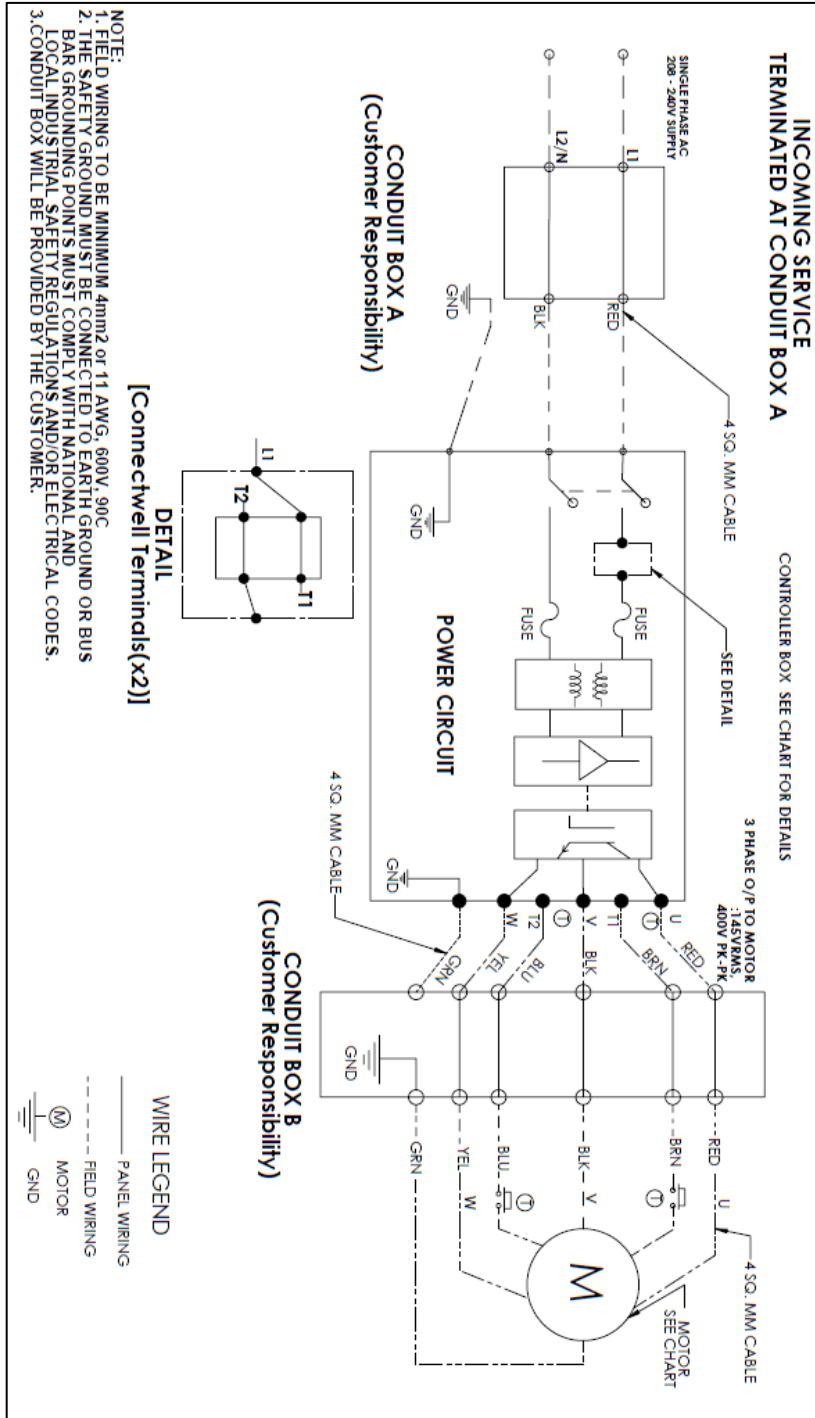 INCOMING SERVICE
TERMINATED AT CONDUIT BOX A
SINGLE PHASE AC
208 - 240V SUPPLY
L1
L2/N
RED
BLK
GND
4 SQ. MM CABLE
CONDUIT BOX A
(Customer Responsibility)
CONTROLLER BOX SEE CHART FOR DETAILS
SEE DETAIL
FUSE
FUSE
GND
POWER CIRCUIT
GND
4 SQ. MM CABLE
3 PHASE O/P TO MOTOR
:145VRMS,
400V PK-PK
U
T
T1
V
T
T2
W
RED
BRN
BLK
BLU
YEL
GRN
GND
CONDUIT BOX B
(Customer Responsibility)
RED
U
BRN
T
BLK
V
BLU
T
YEL
W
GRN
4 SQ. MM CABLE
M
MOTOR
SEE CHART
L1
T1
T2
DETAIL
[Connectwell Terminals(x2)]
NOTE:
1. FIELD WIRING TO BE MINIMUM 4mm2 or 11 AWG, 600V, 90C
2. THE SAFETY GROUND MUST BE CONNECTED TO EARTH GROUND OR BUS
BAR GROUNDING POINTS MUST COMPLY WITH NATIONAL AND
LOCAL INDUSTRIAL SAFETY REGULATIONS AND/OR ELECTRICAL CODES.
3.CONDUIT BOX WILL BE PROVIDED BY THE CUSTOMER.
WIRE LEGEND
PANEL WIRING
FIELD WIRING
M MOTOR
GND